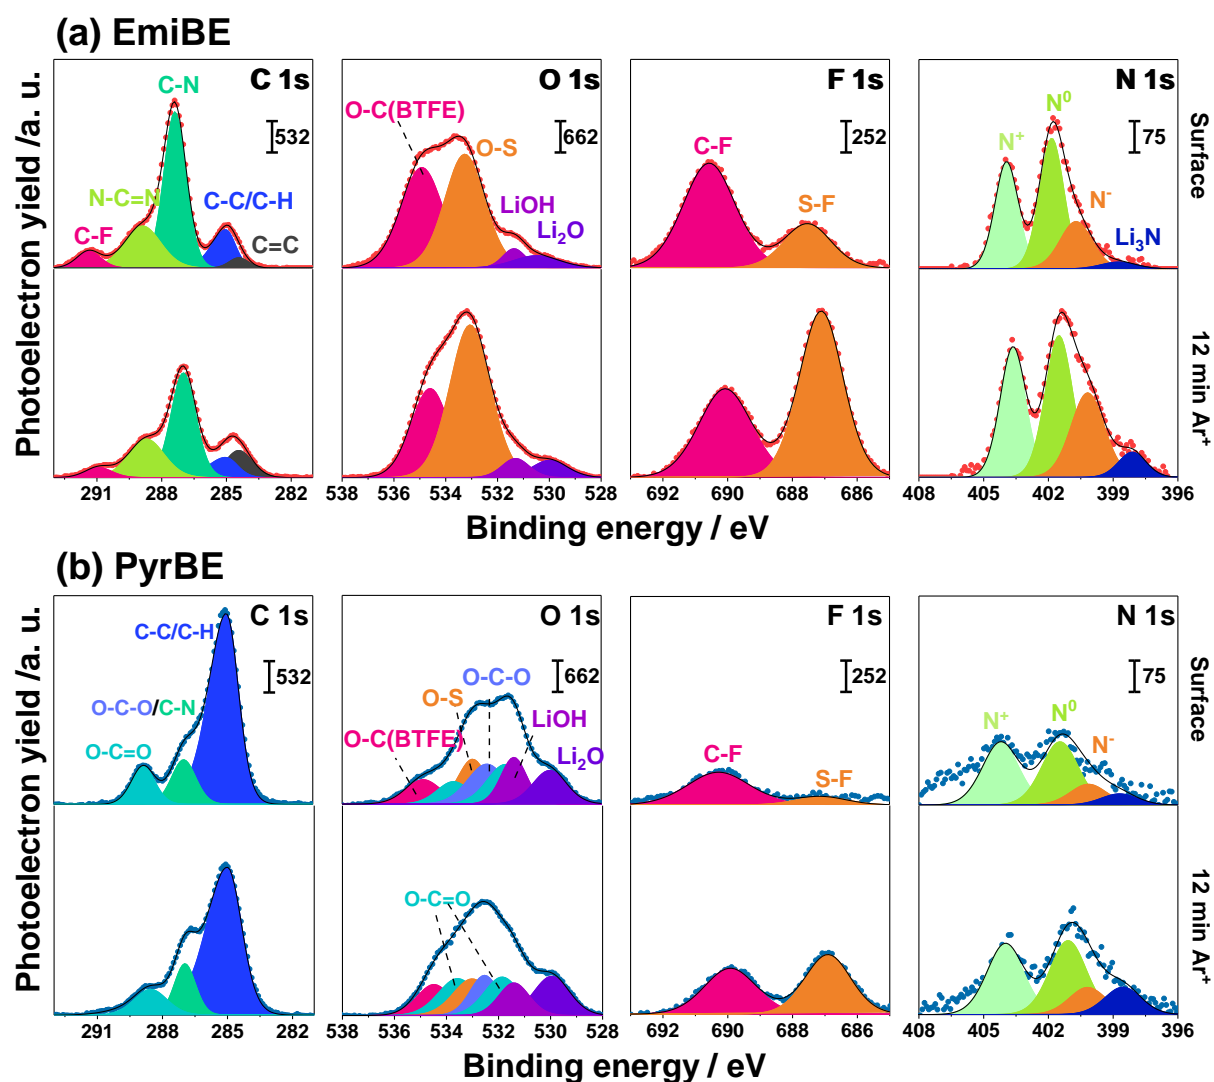 (a) EmiBE
Photoelectron yield /a. u.
C 1s
532
C-N
N-C=N
C-C/C-H
C-F
C=C
O 1s
662
O-C(BTFE)
O-S
LiOH
Li₂O
F 1s
252
C-F
S-F
N 1s
75
N⁺
N⁰
N⁻
Li₃N
Surface
12 min Ar⁺
291 288 285 282
538 536 534 532 530 528
692 690 688 686
408 405 402 399 396
Binding energy / eV
(b) PyrBE
Photoelectron yield /a. u.
C 1s
532
C-C/C-H
O-C-O/C-N
O-C=O
O 1s
662
O-C-O
O-S
LiOH
O-C(BTFE)
Li₂O
O-C=O
F 1s
252
C-F
S-F
N 1s
75
N⁺
N⁰
N⁻
Surface
12 min Ar⁺
291 288 285 282
538 536 534 532 530 528
692 690 688 686
408 405 402 399 396
Binding energy / eV